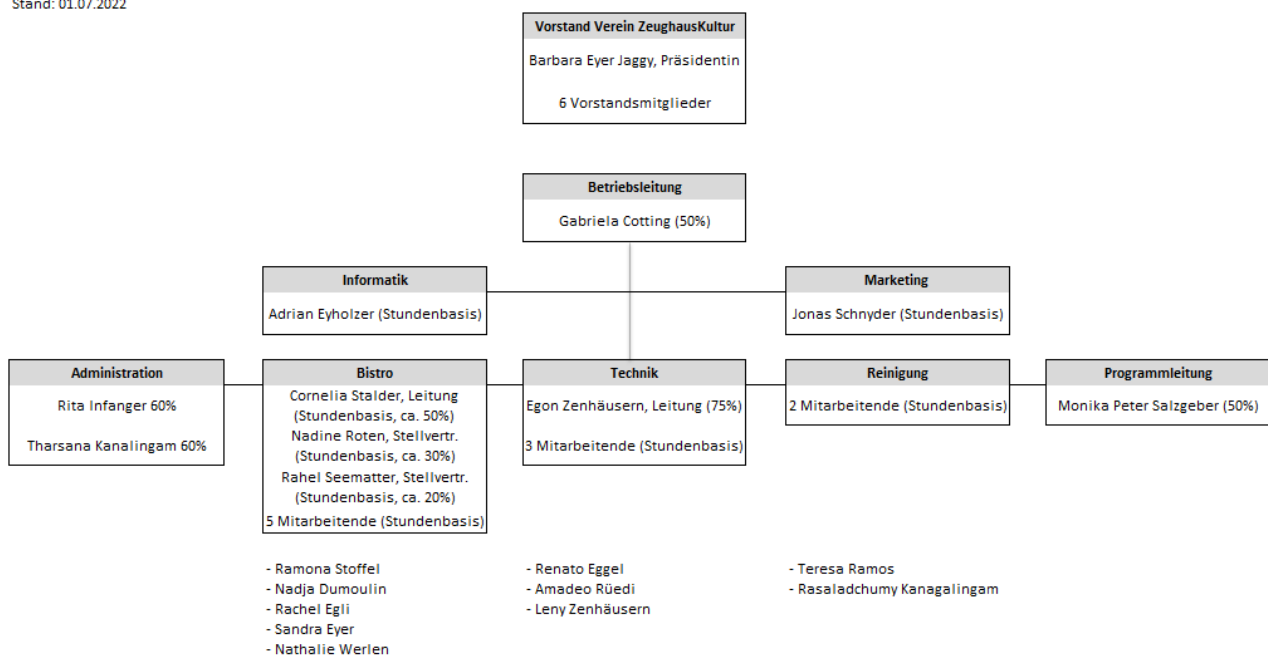 Stand: 01.07.2022
Vorstand Verein ZeughausKultur
Barbara Eyer Jaggy, Präsidentin
6 Vorstandsmitglieder
Betriebsleitung
Gabriela Cotting (50%)
Informatik
Adrian Eyholzer (Stundenbasis)
Marketing
Jonas Schnyder (Stundenbasis)
Administration
Rita Infanger 60%
Tharsana Kanalingam 60%
Bistro
Cornelia Stalder, Leitung
(Stundenbasis, ca. 50%)
Nadine Roten, Stellvertr.
(Stundenbasis, ca. 30%)
Rahel Seematter, Stellvertr.
(Stundenbasis, ca. 20%)
5 Mitarbeitende (Stundenbasis)
Technik
Egon Zenhäusern, Leitung (75%)
3 Mitarbeitende (Stundenbasis)
Reinigung
2 Mitarbeitende (Stundenbasis)
Programmleitung
Monika Peter Salzgeber (50%)
- Ramona Stoffel
- Nadja Dumoulin
- Rachel Egli
- Sandra Eyer
- Nathalie Werlen
- Renato Eggel
- Amadeo Rüedi
- Leny Zenhäusern
- Teresa Ramos
- Rasaladchumy Kanagalingam